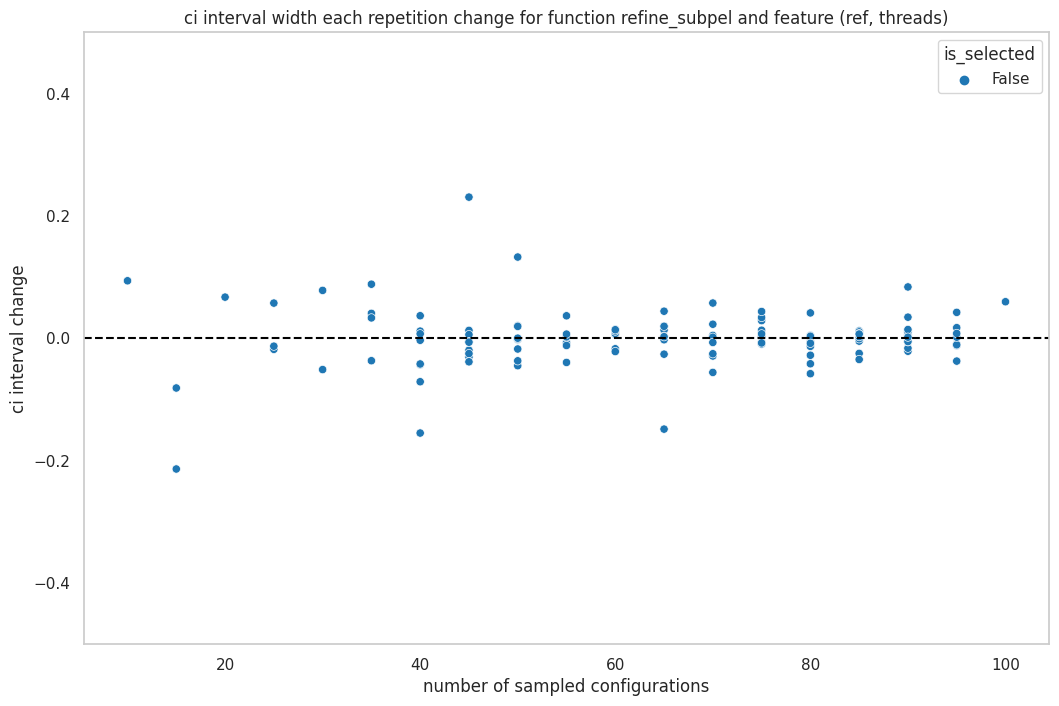 ci interval width each repetition change for function refine_subpel and feature (ref, threads)
is_selected
False
ci interval change
0.4
0.2
0.0
−0.2
−0.4
20
40
60
80
100
number of sampled configurations